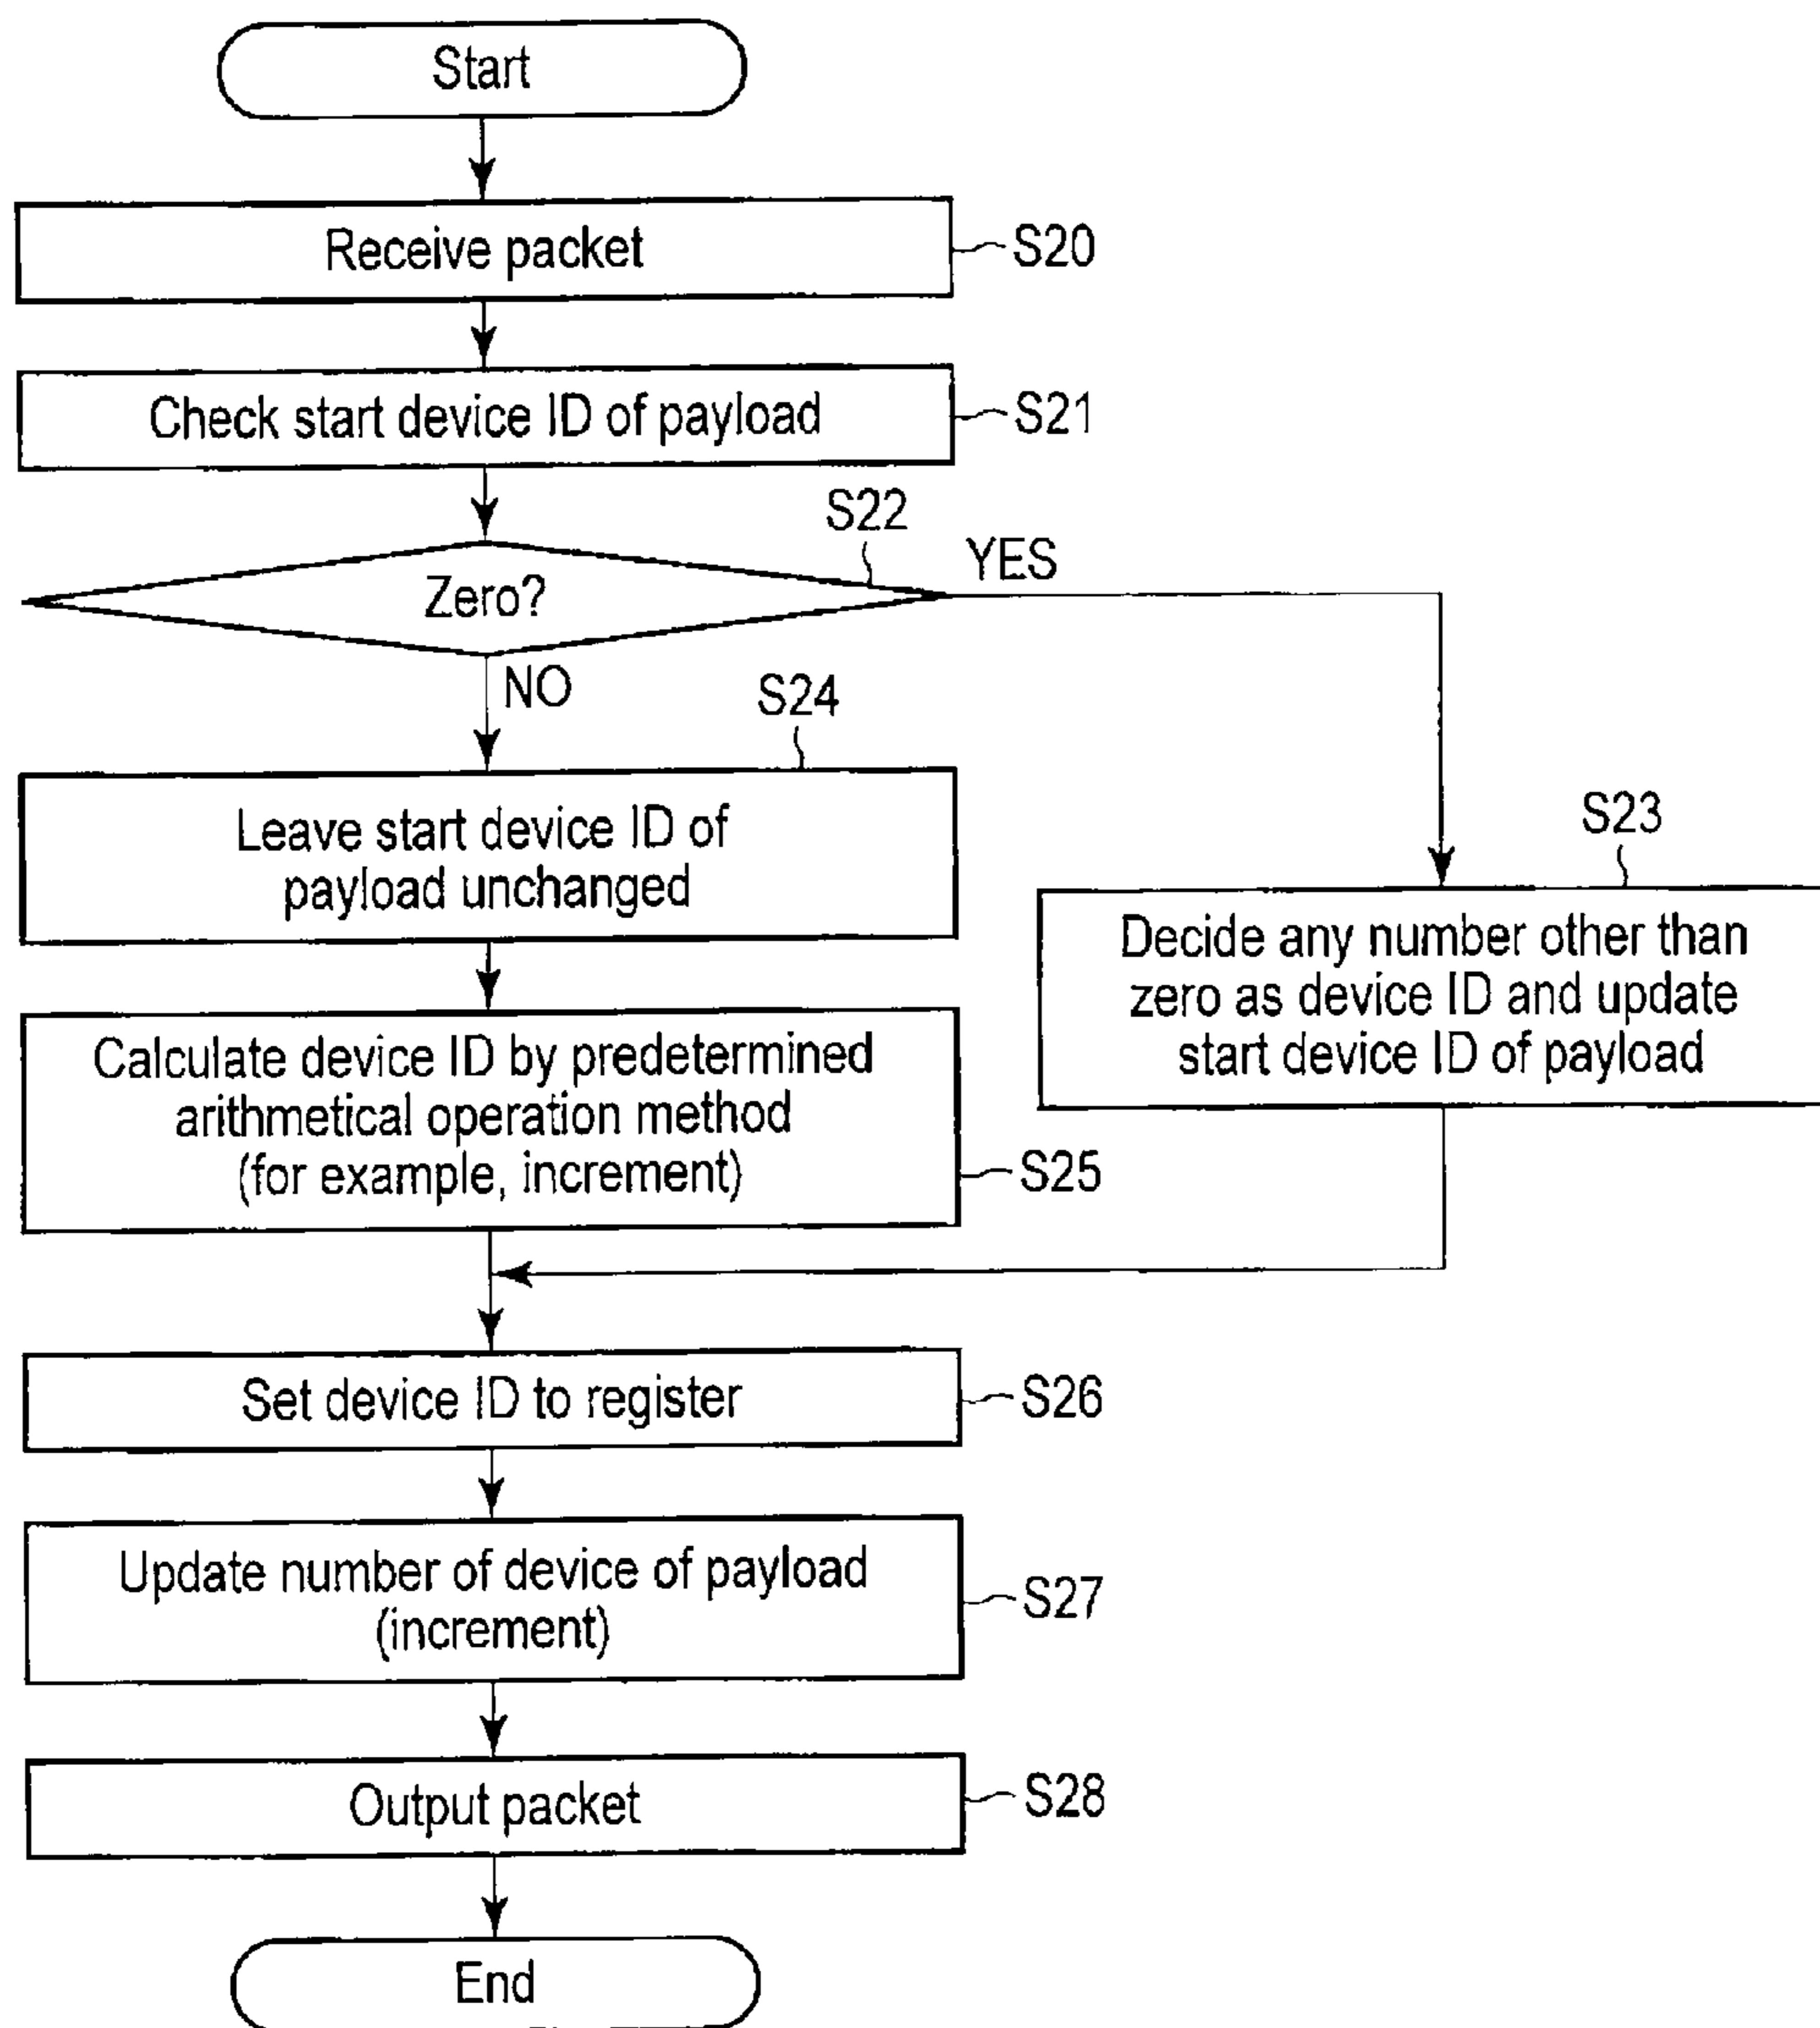 Start
Receive packet
S20
Check start device ID of payload
S21
S22
Zero?
YES
NO
S24
Leave start device ID of
payload unchanged
S23
Decide any number other than
zero as device ID and update
start device ID of payload
Calculate device ID by predetermined
arithmetical operation method
(for example, increment)
S25
Set device ID to register
S26
Update number of device of payload
(increment)
S27
Output packet
S28
End